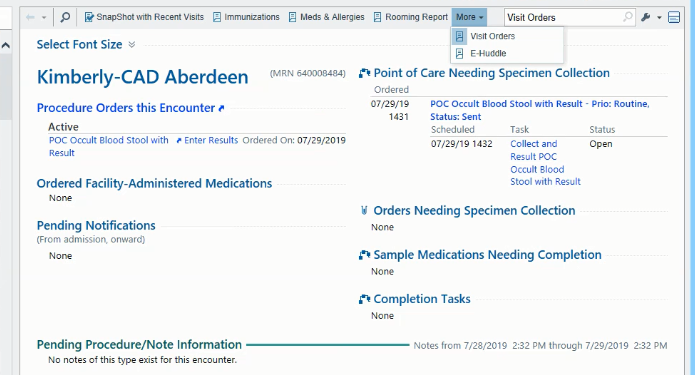 SnapShot with Recent Visits Immunizations Meds & Allergies Rooming Report More Visit Orders
Visit Orders
E-Huddle
Select Font Size
Kimberly-CAD Aberdeen (MRN 640008484)
Procedure Orders this Encounter
Active
POC Occult Blood Stool with Result Enter Results Ordered On: 07/29/2019
Ordered Facility-Administered Medications
None
Pending Notifications
(From admission, onward)
None
Point of Care Needing Specimen Collection
Ordered
07/29/19 1431 POC Occult Blood Stool with Result - Prio: Routine,
Status: Sent
Scheduled Task Status
07/29/19 1432 Collect and Open
Result POC
Occult Blood
Stool with Result
Orders Needing Specimen Collection
None
Sample Medications Needing Completion
None
Completion Tasks
None
Pending Procedure/Note Information Notes from 7/28/2019 2:32 PM through 7/29/2019 2:32 PM
No notes of this type exist for this encounter.